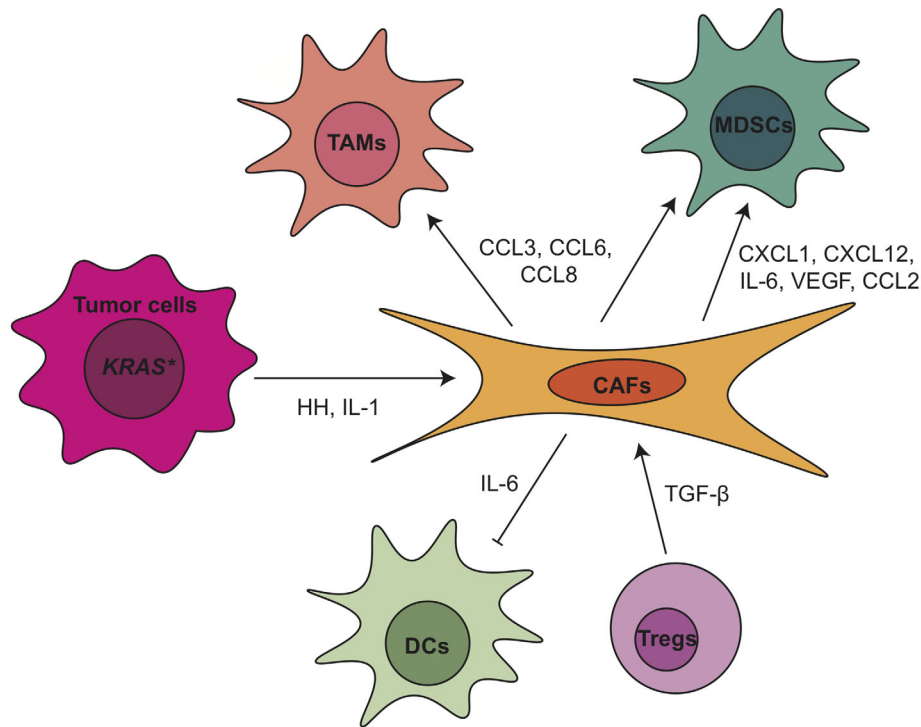 TAMs
MDSCs
CCL3, CCL6,
CCL8
CXCL1, CXCL12,
IL-6, VEGF, CCL2
Tumor cells
KRAS*
HH, IL-1
CAFs
IL-6
TGF-β
DCs
Tregs